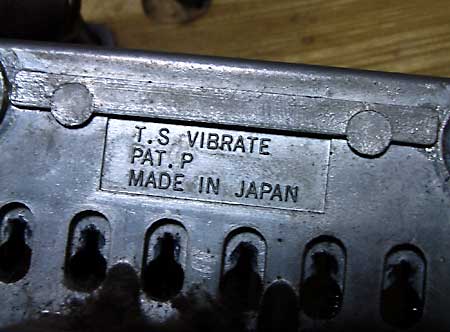 T.S VIBRATE
PAT.P
MADE IN JAPAN